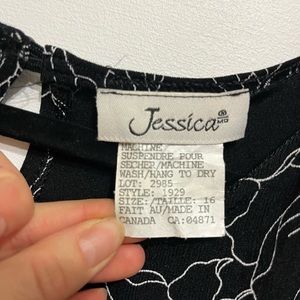 Jessica ® MD
MACHINE/
SUSPENDRE POUR
SECHER/MACHINE
WASH/HANG TO DRY
LOT: 2985
STYLE: 1929
SIZE:/TAILLE: 16
FAIT AU/MADE IN
CANADA CA:04871